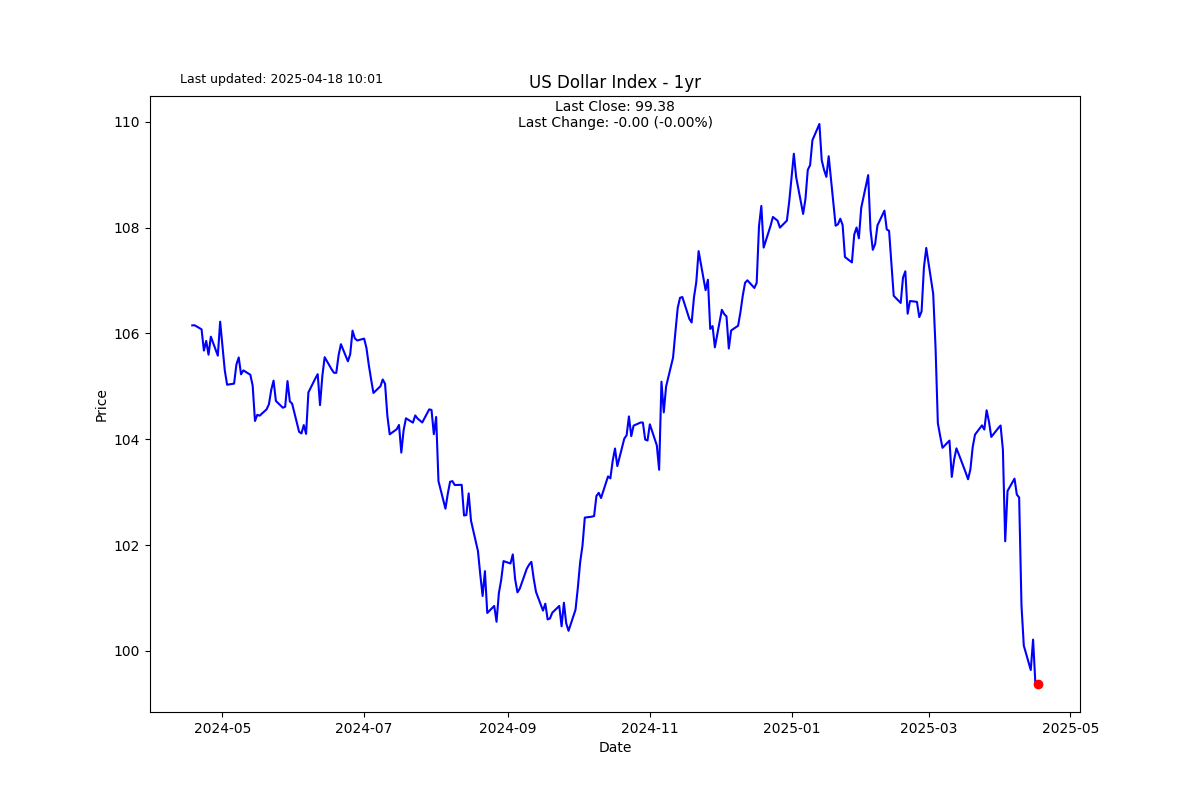 Last updated: 2025-04-18 10:01
US Dollar Index - 1yr
Last Close: 99.38
Last Change: -0.00 (-0.00%)
Price
110
108
106
104
102
100
2024-05 2024-07 2024-09 2024-11 2025-01 2025-03 2025-05
Date